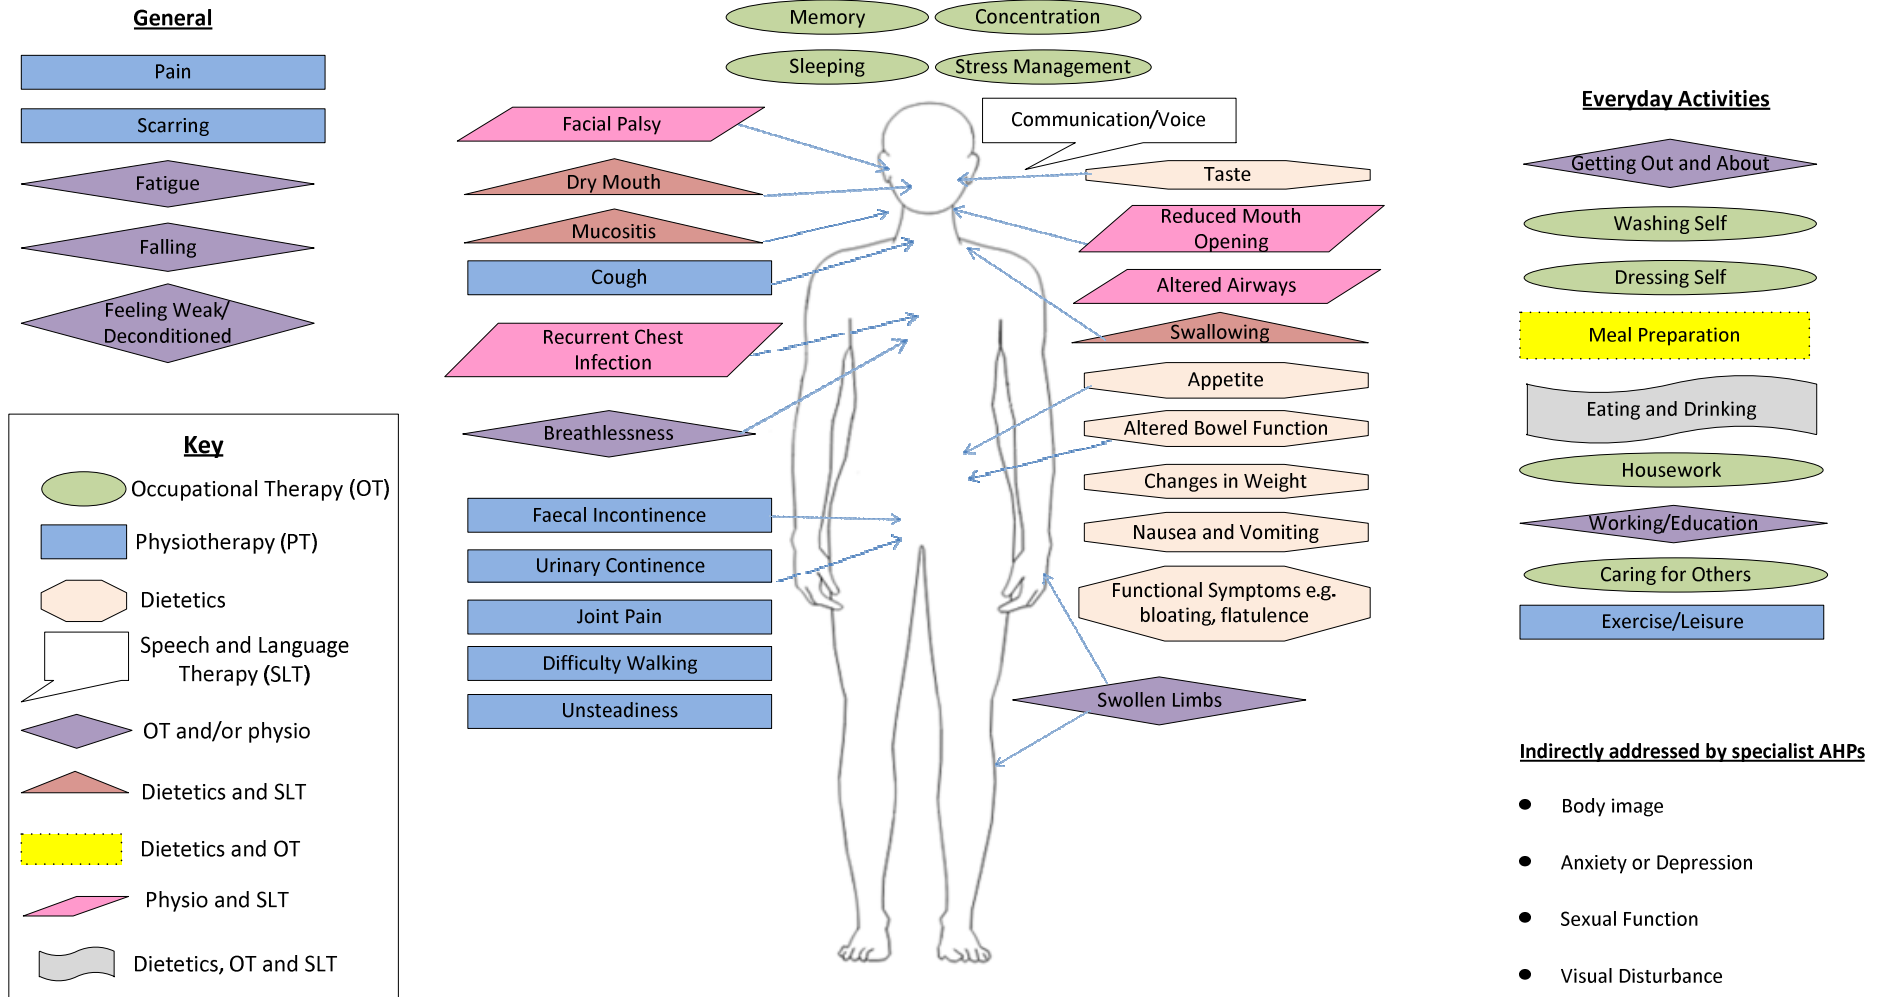 General
Pain
Scarring
Fatigue
Falling
Feeling Weak/
Deconditioned
Key
Occupational Therapy (OT)
Physiotherapy (PT)
Dietetics
Speech and Language
Therapy (SLT)
OT and/or physio
Dietetics and SLT
Dietetics and OT
Physio and SLT
Dietetics, OT and SLT
Memory
Concentration
Sleeping
Stress Management
Facial Palsy
Dry Mouth
Mucositis
Cough
Recurrent Chest
Infection
Breathlessness
Faecal Incontinence
Urinary Continence
Joint Pain
Difficulty Walking
Unsteadiness
Communication/Voice
Taste
Reduced Mouth
Opening
Altered Airways
Swallowing
Appetite
Altered Bowel Function
Changes in Weight
Nausea and Vomiting
Functional Symptoms e.g.
bloating, flatulence
Swollen Limbs
Everyday Activities
Getting Out and About
Washing Self
Dressing Self
Meal Preparation
Eating and Drinking
Housework
Working/Education
Caring for Others
Exercise/Leisure
Indirectly addressed by specialist AHPs
● Body image
● Anxiety or Depression
● Sexual Function
● Visual Disturbance